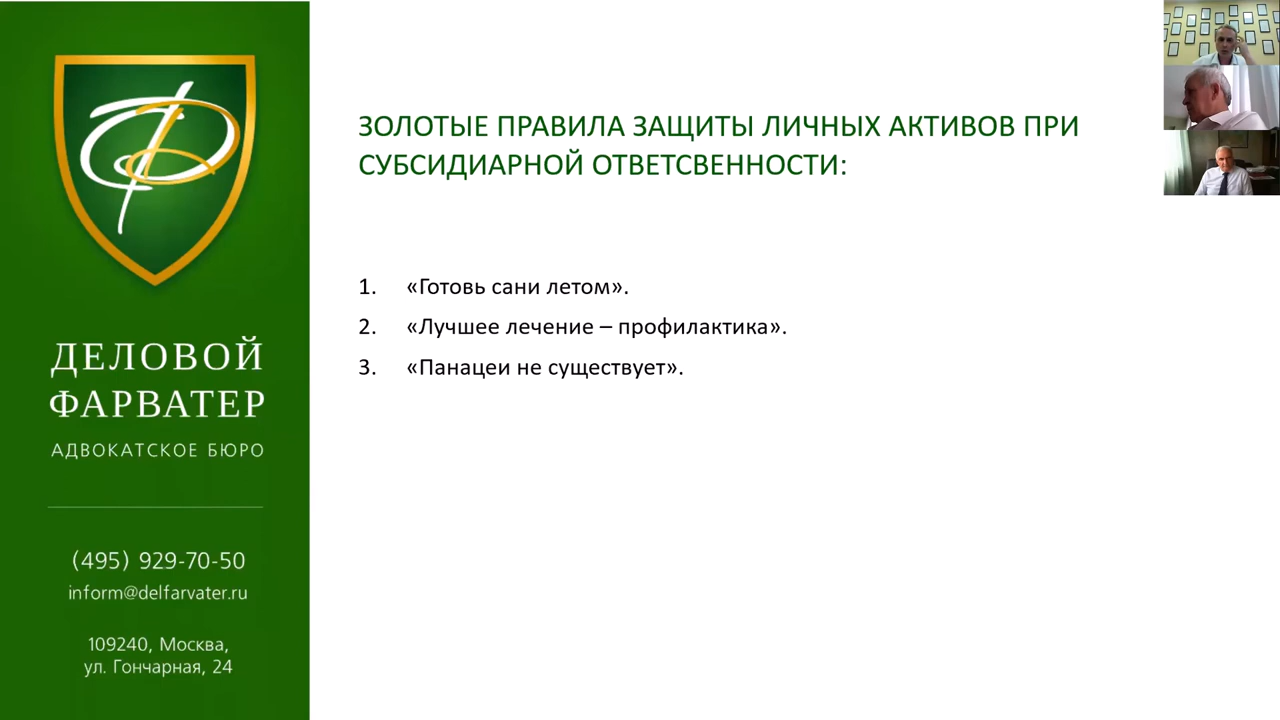 ДЕЛОВОЙ
ФАРВАТЕР
АДВОКАТСКОЕ БЮРО
(495) 929-70-50
inform@delfarvater.ru
109240, Москва,
ул. Гончарная, 24
ЗОЛОТЫЕ ПРАВИЛА ЗАЩИТЫ ЛИЧНЫХ АКТИВОВ ПРИ
СУБСИДИАРНОЙ ОТВЕТСВЕННОСТИ:
1. «Готовь сани летом».
2. «Лучшее лечение – профилактика».
3. «Панацеи не существует».